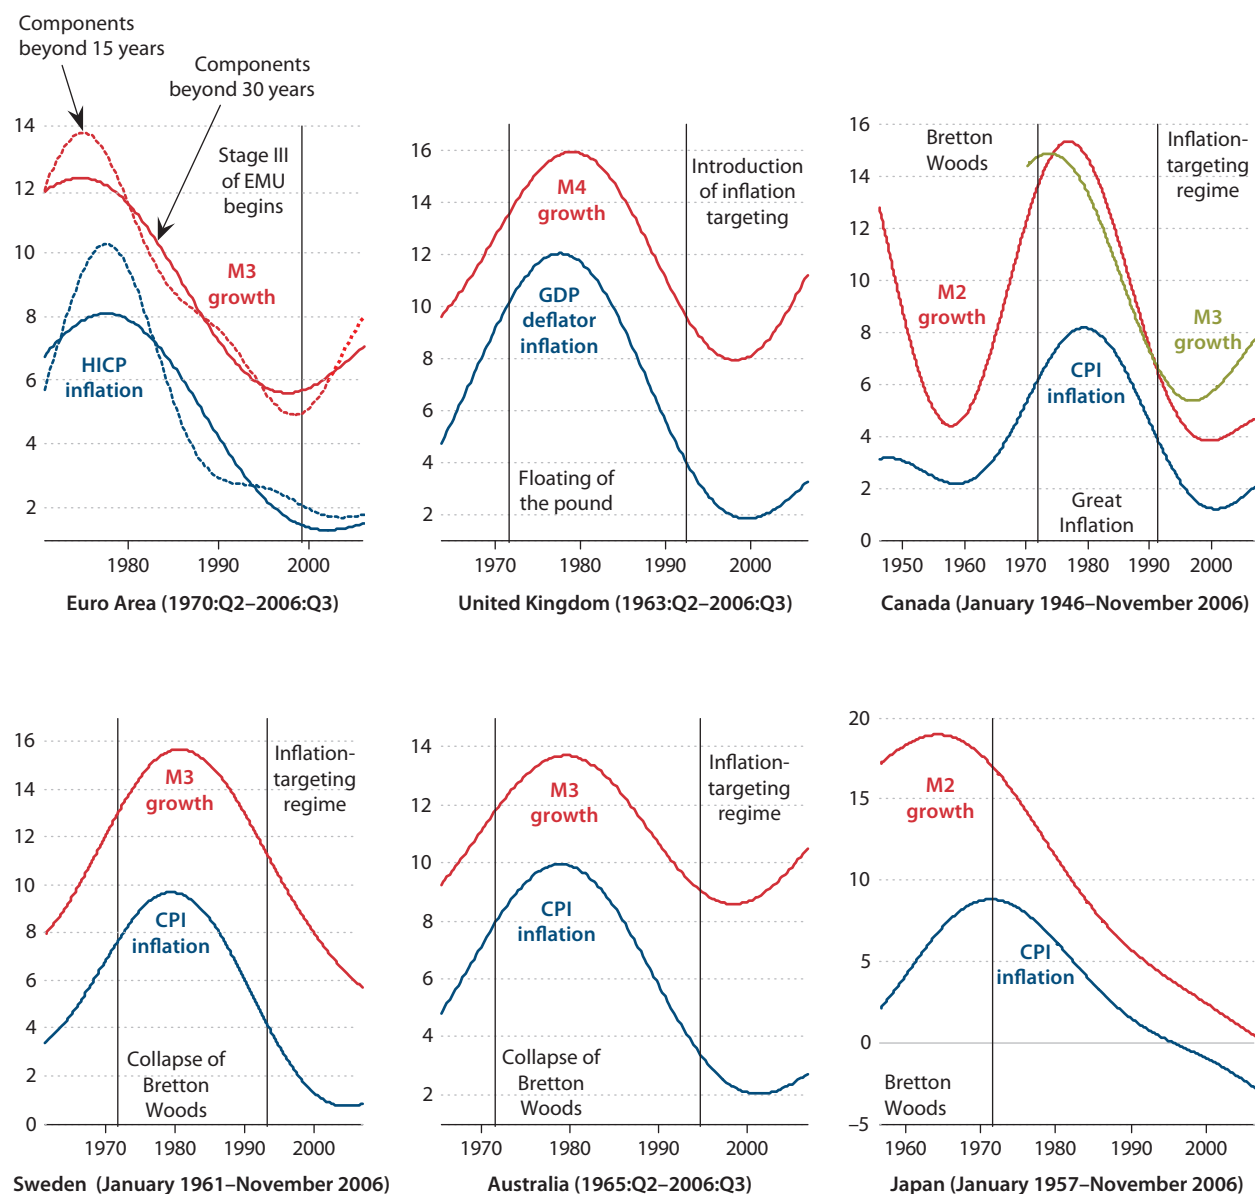 Components
beyond 15 years
Components
beyond 30 years
14
12
10
8
6
4
2
Stage III
of EMU
begins
M3
growth
HICP
inflation
1980
1990
2000
Euro Area (1970:Q2–2006:Q3)
16
14
12
10
8
6
4
2
Introduction
of inflation
targeting
M4
growth
GDP
deflator
inflation
Floating of
the pound
1970
1980
1990
2000
United Kingdom (1963:Q2–2006:Q3)
16
14
12
10
8
6
4
2
0
Bretton
Woods
Inflation-
targeting
regime
M2
growth
M3
growth
CPI
inflation
Great
Inflation
1950
1960
1970
1980
1990
2000
Canada (January 1946–November 2006)
16
14
12
10
8
6
4
2
0
Inflation-
targeting
regime
M3
growth
CPI
inflation
Collapse of
Bretton
Woods
1970
1980
1990
2000
Sweden (January 1961–November 2006)
14
12
10
8
6
4
2
Inflation-
targeting
regime
M3
growth
CPI
inflation
Collapse of
Bretton
Woods
1970
1980
1990
2000
Australia (1965:Q2–2006:Q3)
20
15
10
5
0
–5
M2
growth
CPI
inflation
Bretton
Woods
1960
1970
1980
1990
2000
Japan (January 1957–November 2006)